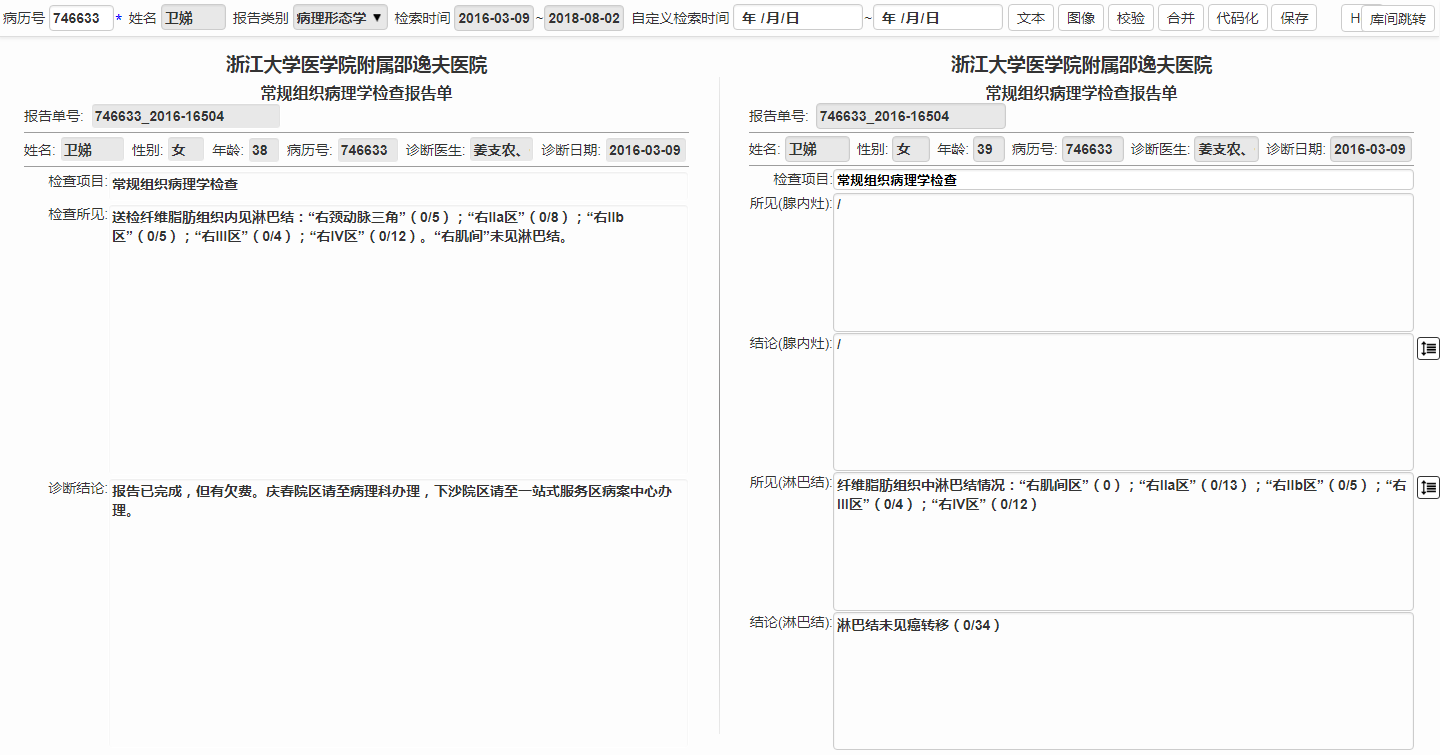 病历号 746633 * 姓名 卫娣 报告类别 病理形态学 ▼ 检索时间 2016-03-09 ~ 2018-08-02 自定义检索时间 年 /月/日 ~ 年 /月/日 文本 图像 校验 合并 代码化 保存 H 库间跳转
浙江大学医学院附属邵逸夫医院
常规组织病理学检查报告单
报告单号: 746633_2016-16504
姓名: 卫娣 性别: 女 年龄: 38 病历号: 746633 诊断医生: 姜支农、 诊断日期: 2016-03-09
检查项目: 常规组织病理学检查
检查所见: 送检纤维脂肪组织内见淋巴结：“右颈动脉三角”（0/5）；“右IIa区”（0/8）；“右IIb
区”（0/5）；“右III区”（0/4）；“右IV区”（0/12）。“右肌间”未见淋巴结。
诊断结论: 报告已完成，但有欠费。庆春院区请至病理科办理，下沙院区请至一站式服务区病案中心办
理。
浙江大学医学院附属邵逸夫医院
常规组织病理学检查报告单
报告单号: 746633_2016-16504
姓名: 卫娣 性别: 女 年龄: 39 病历号: 746633 诊断医生: 姜支农、 诊断日期: 2016-03-09
检查项目: 常规组织病理学检查
所见(腺内灶): /
结论(腺内灶): /
所见(淋巴结): 纤维脂肪组织中淋巴结情况：“右肌间区”（0）；“右IIa区”（0/13）；“右IIb区”（0/5）；“右
III区”（0/4）；“右IV区”（0/12）
结论(淋巴结): 淋巴结未见癌转移（0/34）